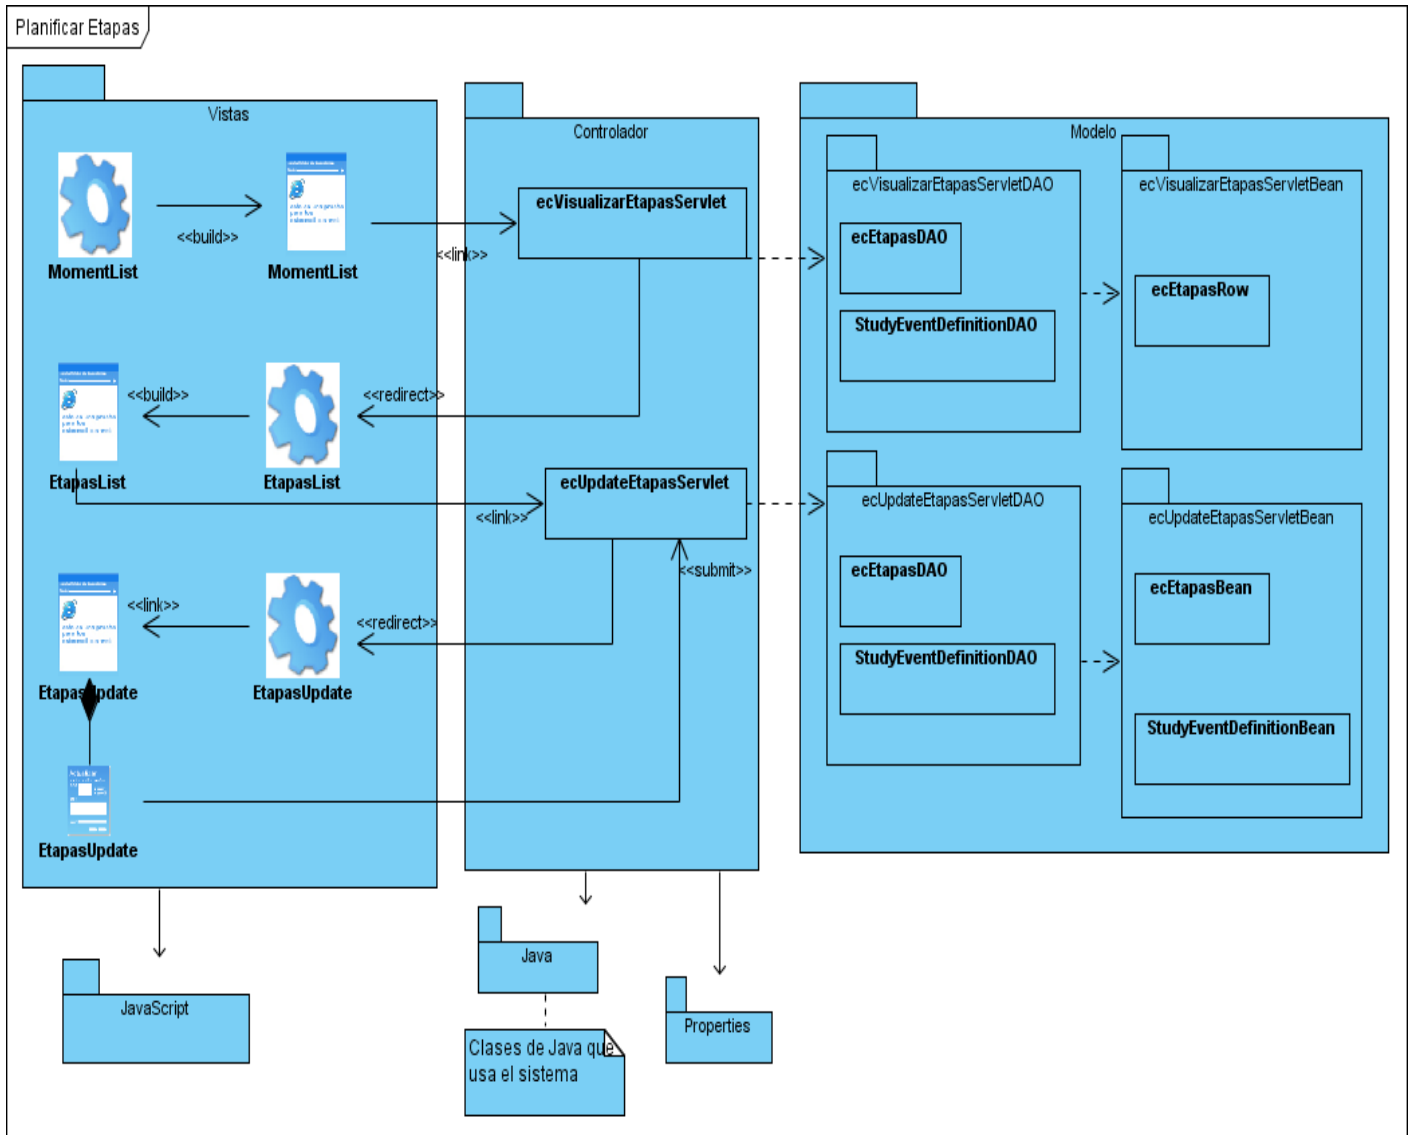 Planificar Etapas
Vistas
Controlador
Modelo
MomentList
<<build>>
MomentList
<<link>>
ecVisualizarEtapasServlet
ecVisualizarEtapasServletDAO
ecEtapasDAO
StudyEventDefinitionDAO
ecVisualizarEtapasServletBean
ecEtapasRow
EtapasList
<<build>>
EtapasList
<<redirect>>
<<link>>
ecUpdateEtapasServlet
<<submit>>
ecUpdateEtapasServletDAO
ecEtapasDAO
StudyEventDefinitionDAO
ecUpdateEtapasServletBean
ecEtapasBean
StudyEventDefinitionBean
EtapasUpdate
<<link>>
EtapasUpdate
<<redirect>>
Actualizar
EtapasUpdate
JavaScript
Java
Clases de Java que
usa el sistema
Properties